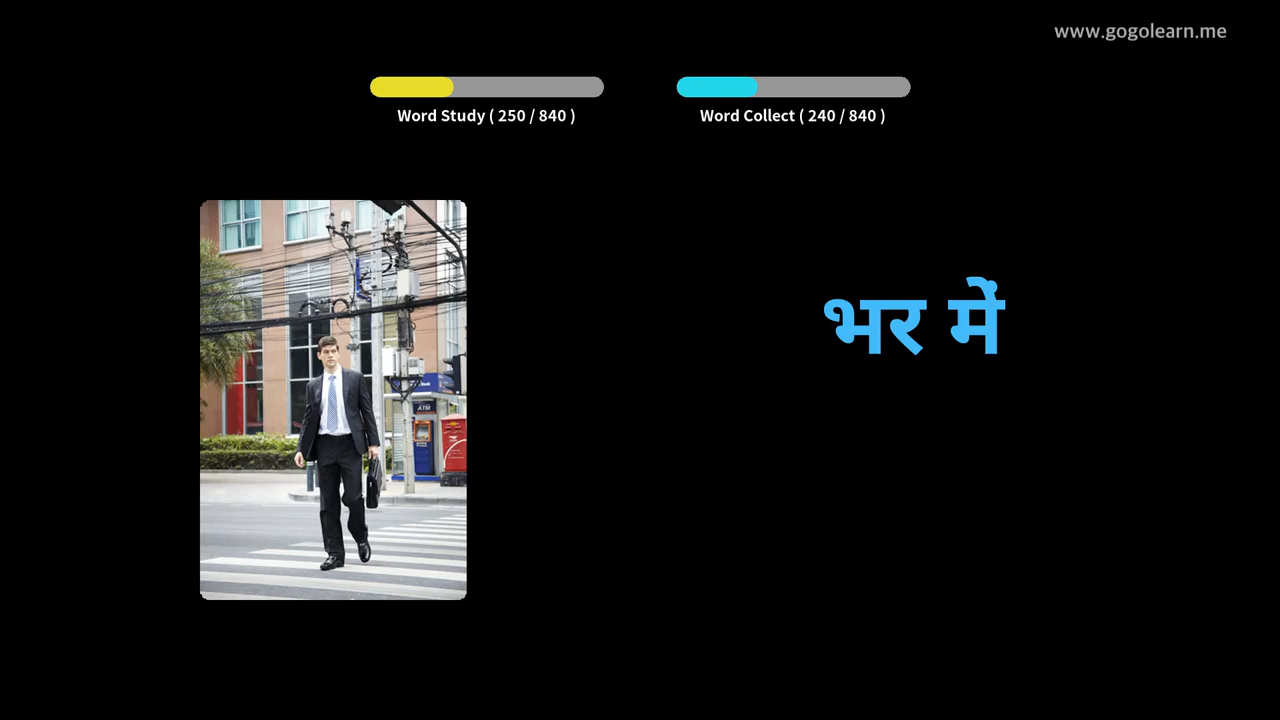 www.gogolearn.me
Word Study ( 250 / 840 )
Word Collect ( 240 / 840 )
भर में
ATM